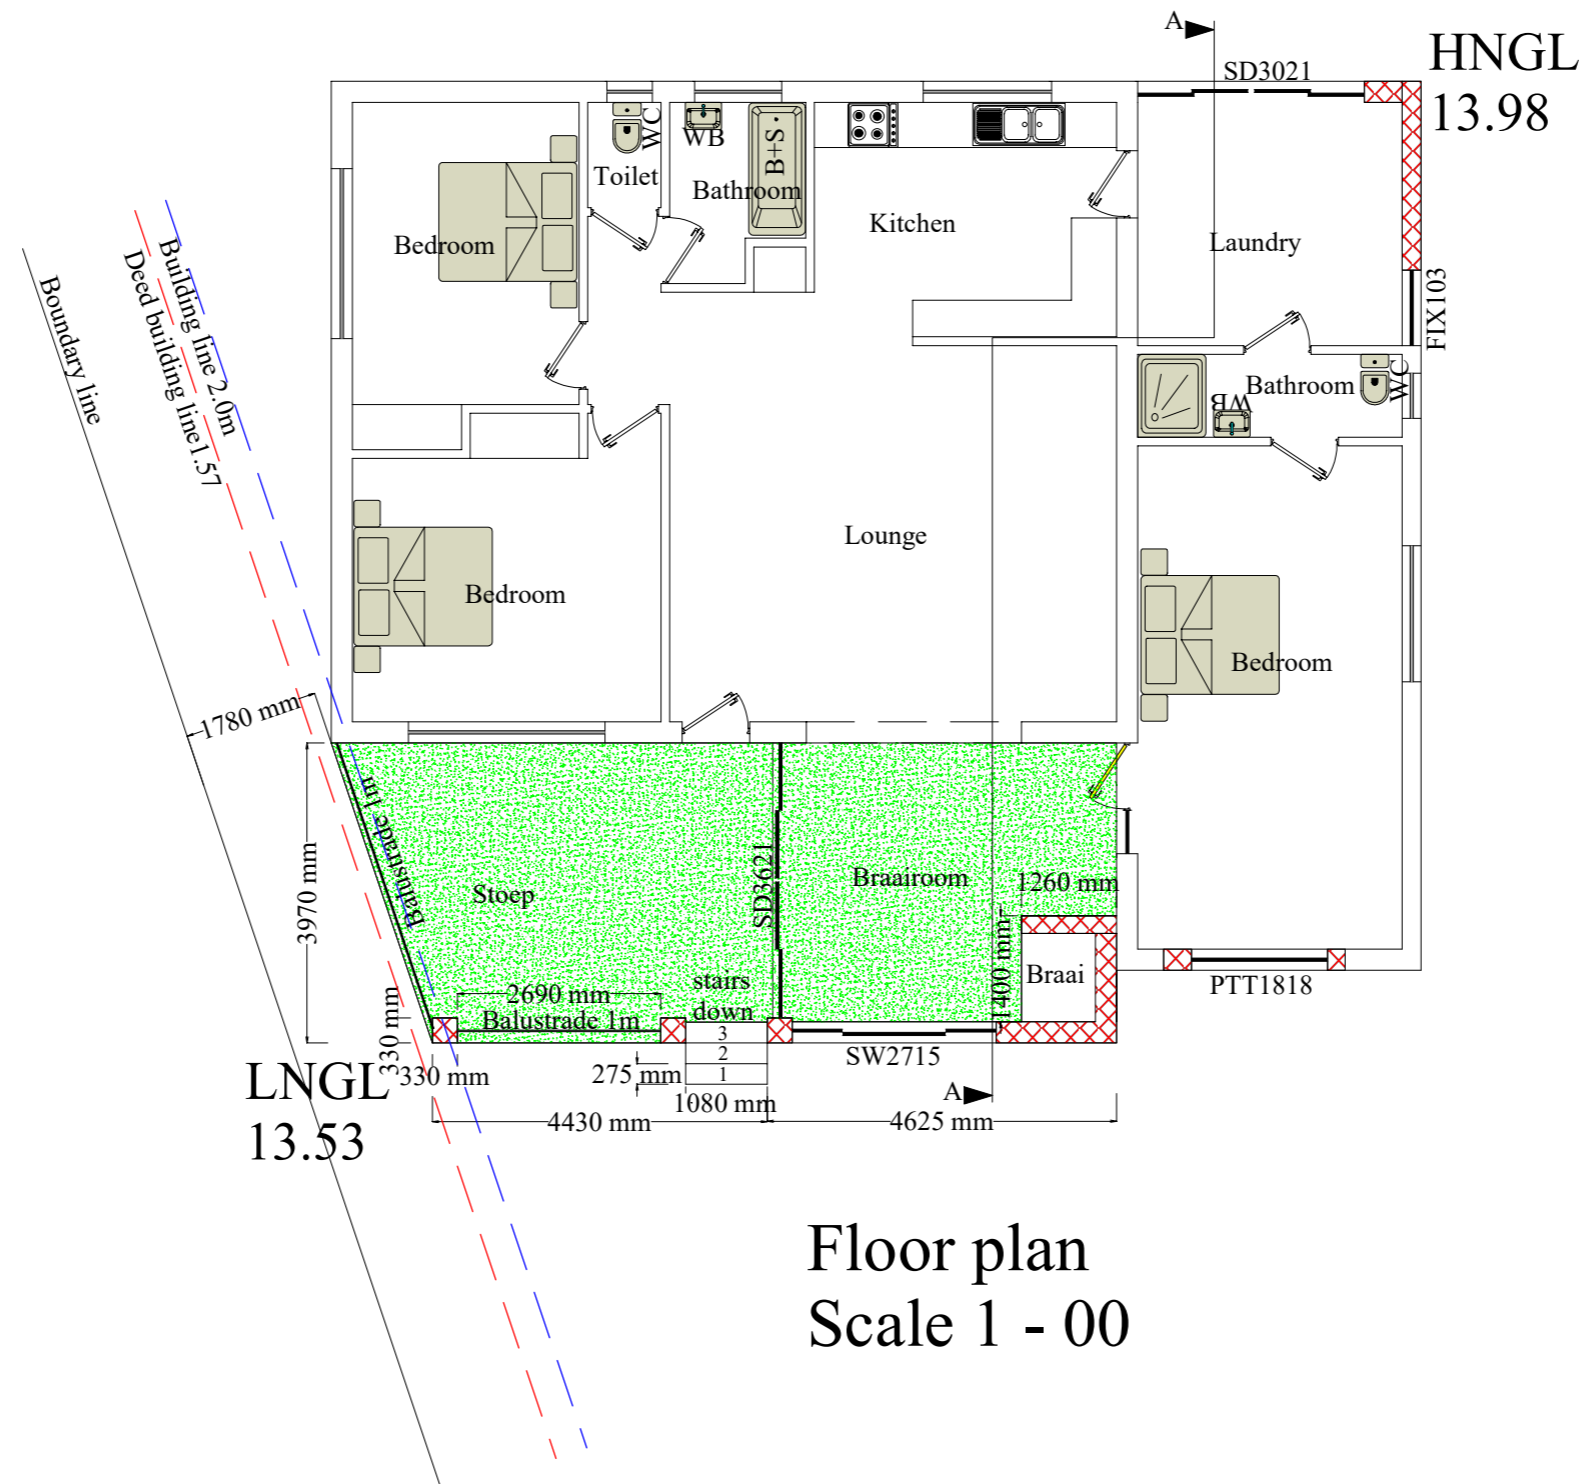 A
SD3021
HNGL
13.98
WC
WB
B+S
Toilet
Bathroom
Kitchen
Bedroom
Laundry
FIX103
Building line 2.0m
Deed building line1.57
Boundary line
Bathroom
WC
WB
Lounge
Bedroom
Bedroom
1780 mm
Balustrade 1m
3970 mm
Stoep
SD3621
Braairoom
1260 mm
1400 mm
Braai
PTT1818
stairs
down
2690 mm
Balustrade 1m
3
2
1
330 mm
330 mm
275 mm
SW2715
A
1080 mm
4430 mm
4625 mm
LNGL
13.53
Floor plan
Scale 1 - 00